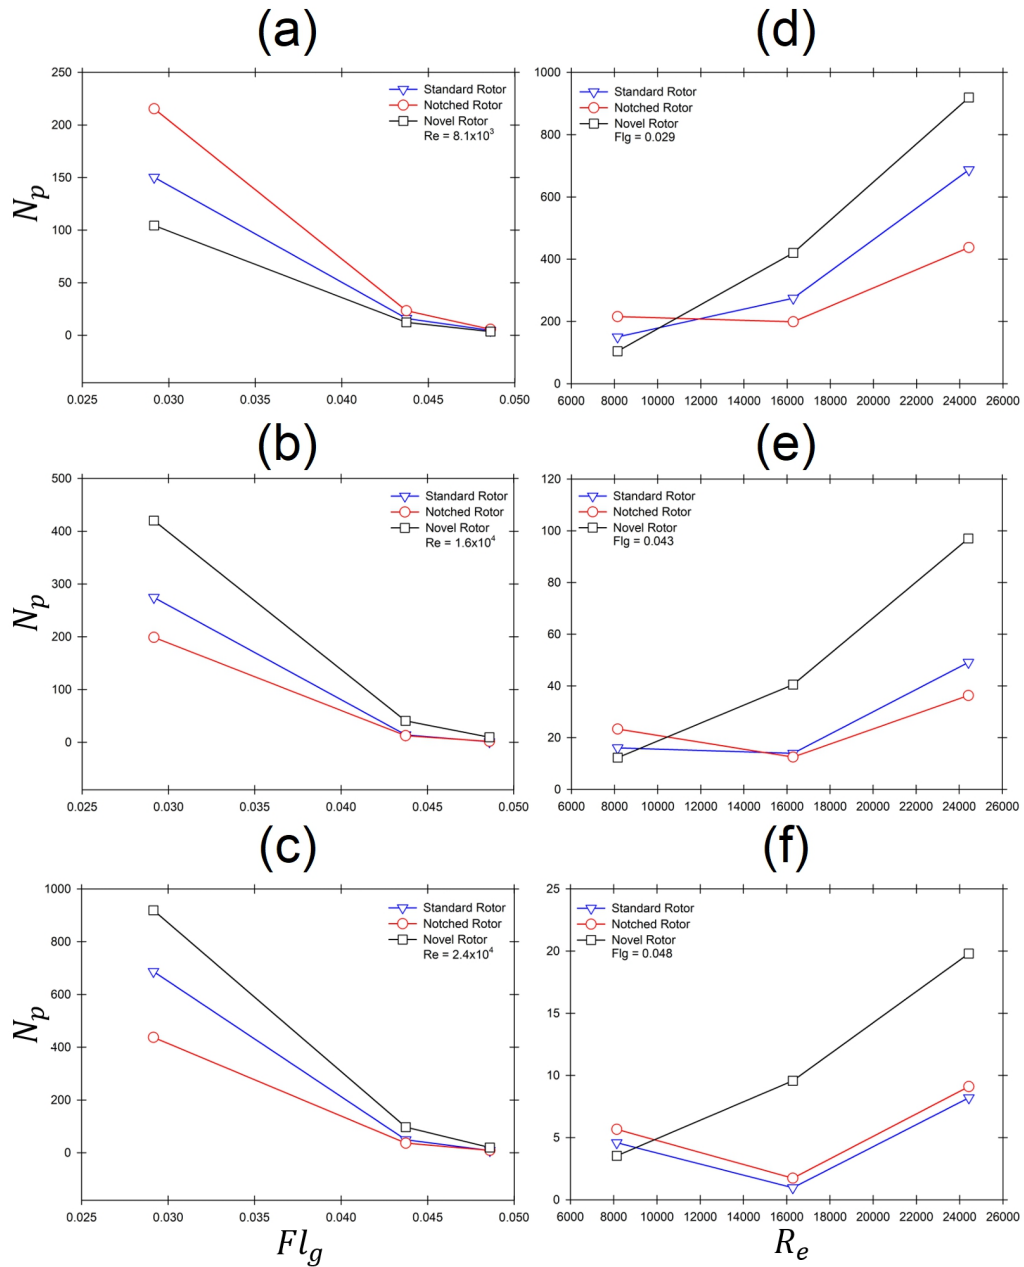 (a)
250
200
150
100
50
0
N_p
Standard Rotor
Notched Rotor
Novel Rotor
Re = 8.1x10³
0.025 0.030 0.035 0.040 0.045 0.050
(d)
1000
800
600
400
200
0
Standard Rotor
Notched Rotor
Novel Rotor
Flg = 0.029
6000 8000 10000 12000 14000 16000 18000 20000 22000 24000 26000
(b)
500
400
300
200
100
0
N_p
Standard Rotor
Notched Rotor
Novel Rotor
Re = 1.6x10⁴
0.025 0.030 0.035 0.040 0.045 0.050
(e)
120
100
80
60
40
20
0
Standard Rotor
Notched Rotor
Novel Rotor
Flg = 0.043
6000 8000 10000 12000 14000 16000 18000 20000 22000 24000 26000
(c)
1000
800
600
400
200
0
N_p
Standard Rotor
Notched Rotor
Novel Rotor
Re = 2.4x10⁴
0.025 0.030 0.035 0.040 0.045 0.050
Fl_g
(f)
25
20
15
10
5
0
Standard Rotor
Notched Rotor
Novel Rotor
Flg = 0.048
6000 8000 10000 12000 14000 16000 18000 20000 22000 24000 26000
R_e